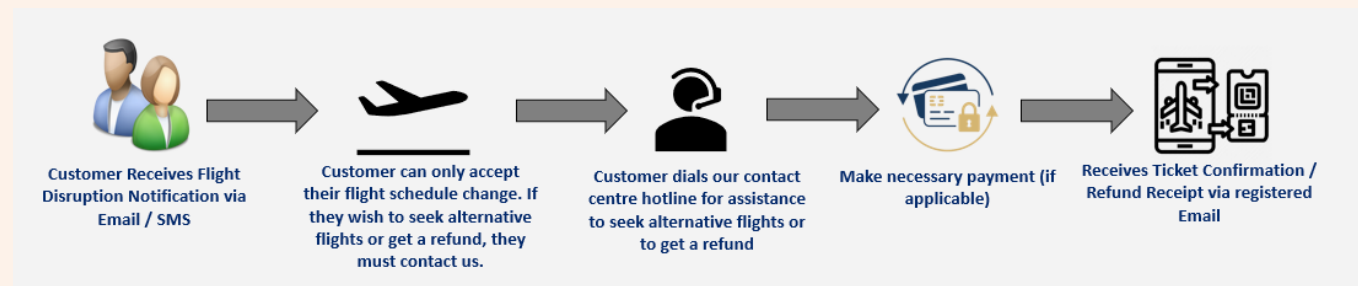 Customer Receives Flight
Disruption Notification via
Email / SMS
Customer can only accept
their flight schedule change. If
they wish to seek alternative
flights or get a refund, they
must contact us.
Customer dials our contact
centre hotline for assistance
to seek alternative flights or
to get a refund
Make necessary payment (if
applicable)
Receives Ticket Confirmation /
Refund Receipt via registered
Email